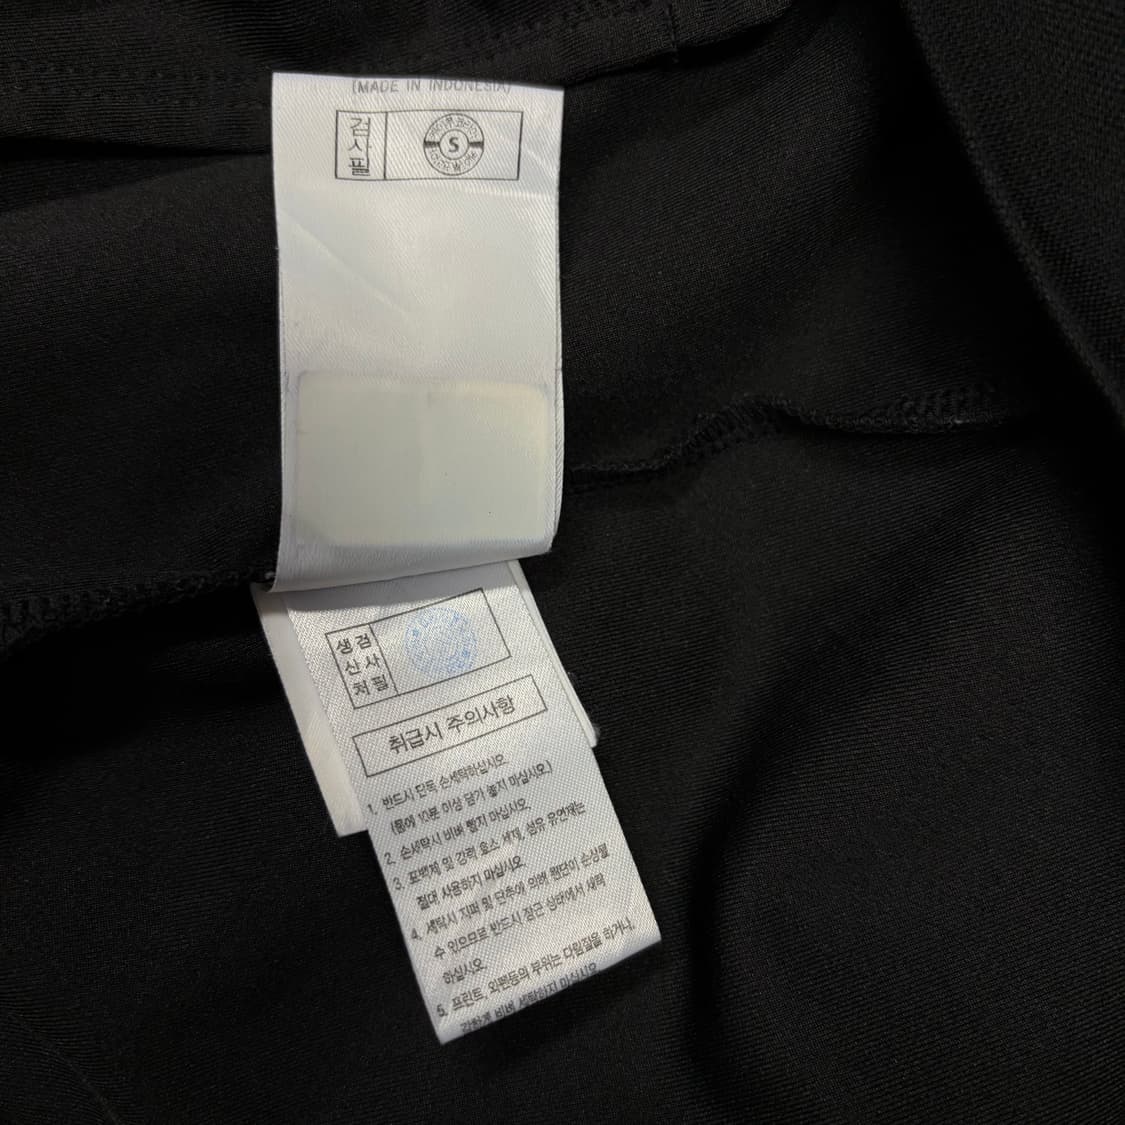 (MADE IN INDONESIA)
검사필
S
생산처 검사필
취급시 주의사항
1. 반드시 단독 손세탁하십시오.
(물에 10분 이상 담가 놓지 마십시오.)
2. 손세탁시 비벼 빨지 마십시오.
3. 표백제 및 강력 효소 세제, 섬유 유연제는
절대 사용하지 마십시오.
4. 세탁시 지퍼 및 단추에 의해 원단이 손상될
수 있으므로 반드시 잠근 상태에서 세탁
하십시오.
5. 프린트, 외펜등의 부위는 다림질을 하거나,
강하게 비벼 세탁하지 마십시오.